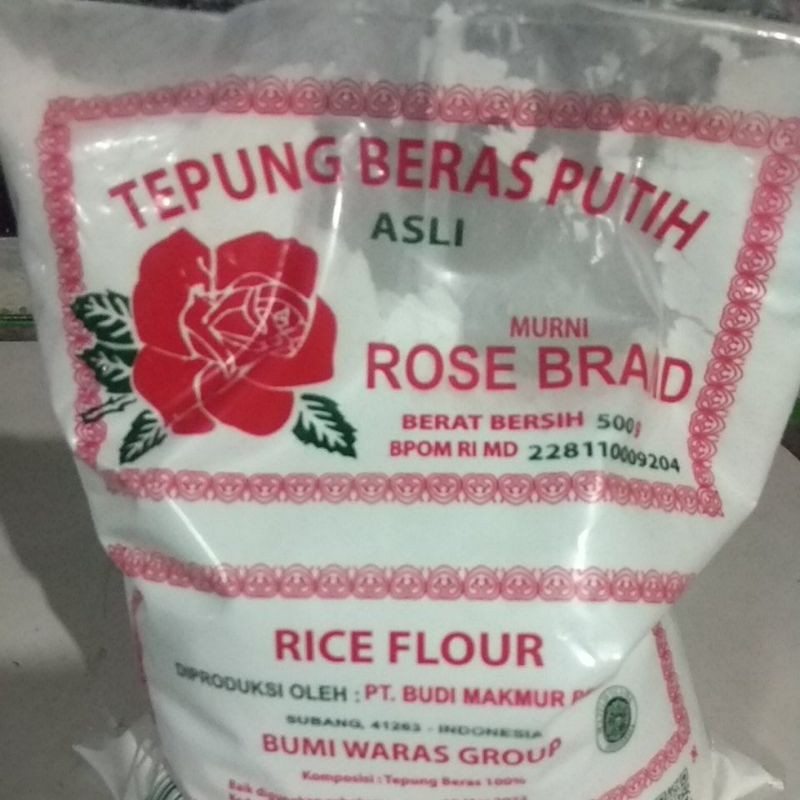 TEPUNG BERAS PUTIH
ASLI
MURNI
ROSE BRAND
BERAT BERSIH 500g
BPOM RI MD 228110009204
RICE FLOUR
DIPRODUKSI OLEH : PT. BUDI MAKMUR
SUBANG, 41263 - INDONESIA
BUMI WARAS GROUP
Komposisi : Tepung Beras 100%
Baik